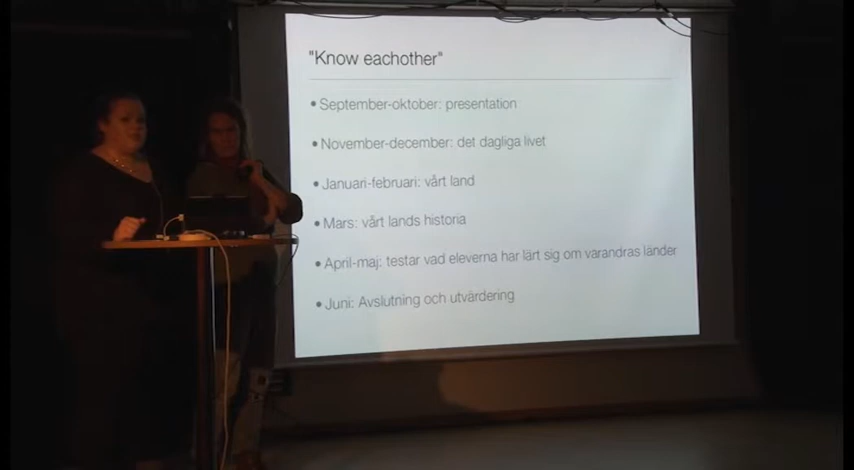 "Know eachother"
• September-oktober: presentation
• November-december: det dagliga livet
• Januari-februari: vårt land
• Mars: vårt lands historia
• April-maj: testar vad eleverna har lärt sig om varandras länder
• Juni: Avslutning och utvärdering